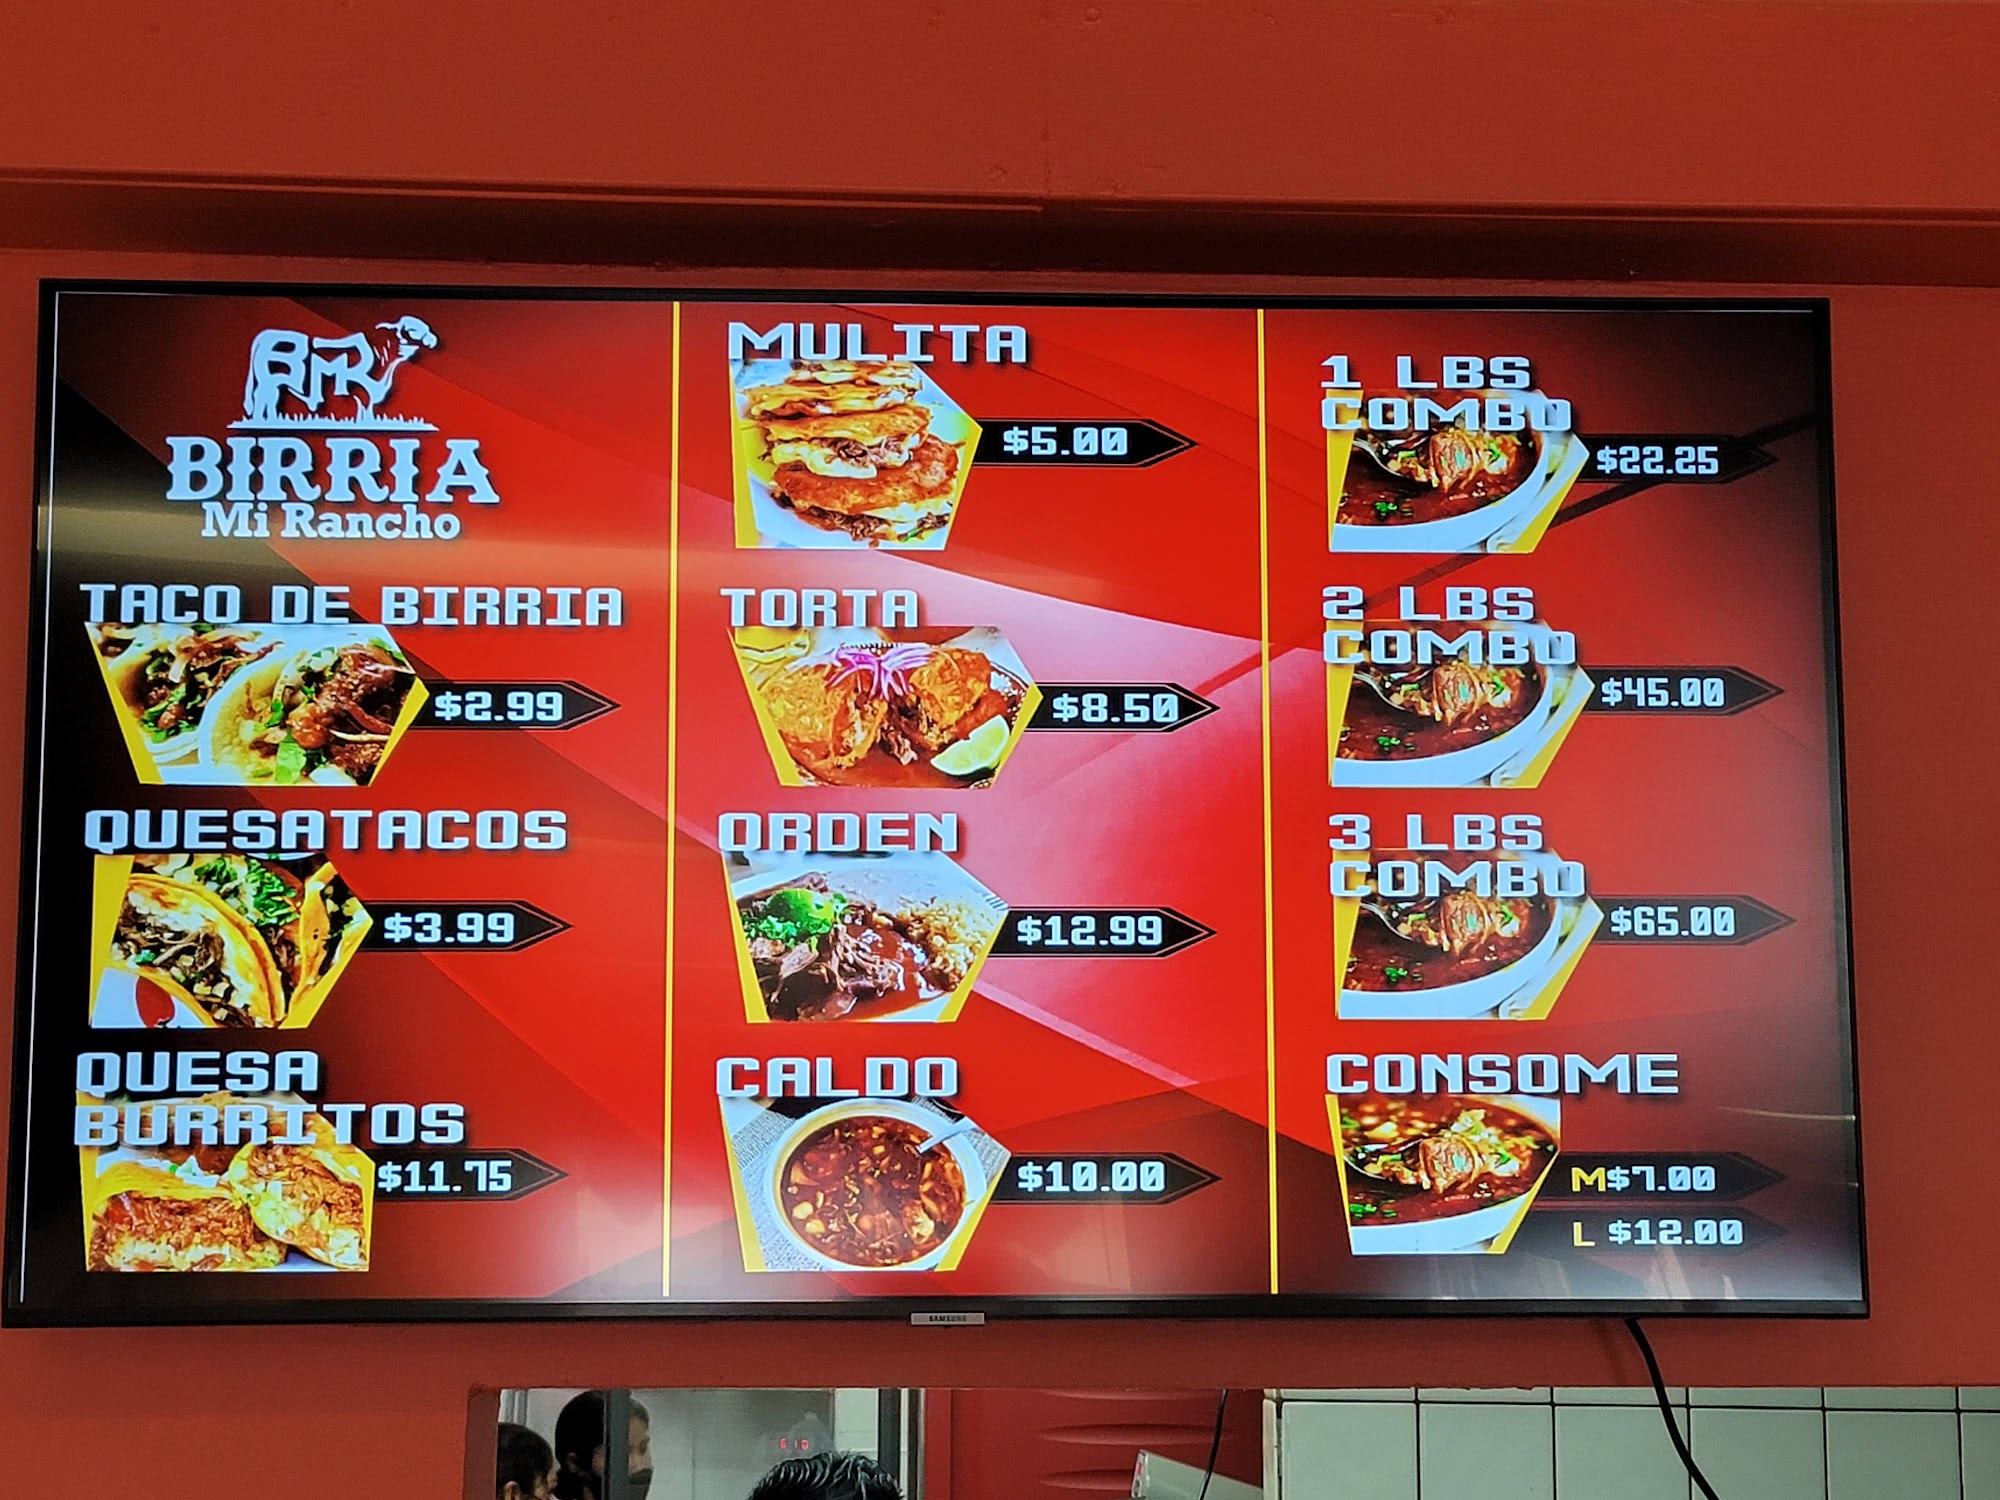 BMR
BIRRIA
Mi Rancho
TACO DE BIRRIA
$2.99
QUESATACOS
$3.99
QUESA
BURRITOS
$11.75
MULITA
$5.00
TORTA
$8.50
ORDEN
$12.99
CALDO
$10.00
1 LBS
COMBO
$22.25
2 LBS
COMBO
$45.00
3 LBS
COMBO
$65.00
CONSOME
M$7.00
L $12.00
SAMSUNG